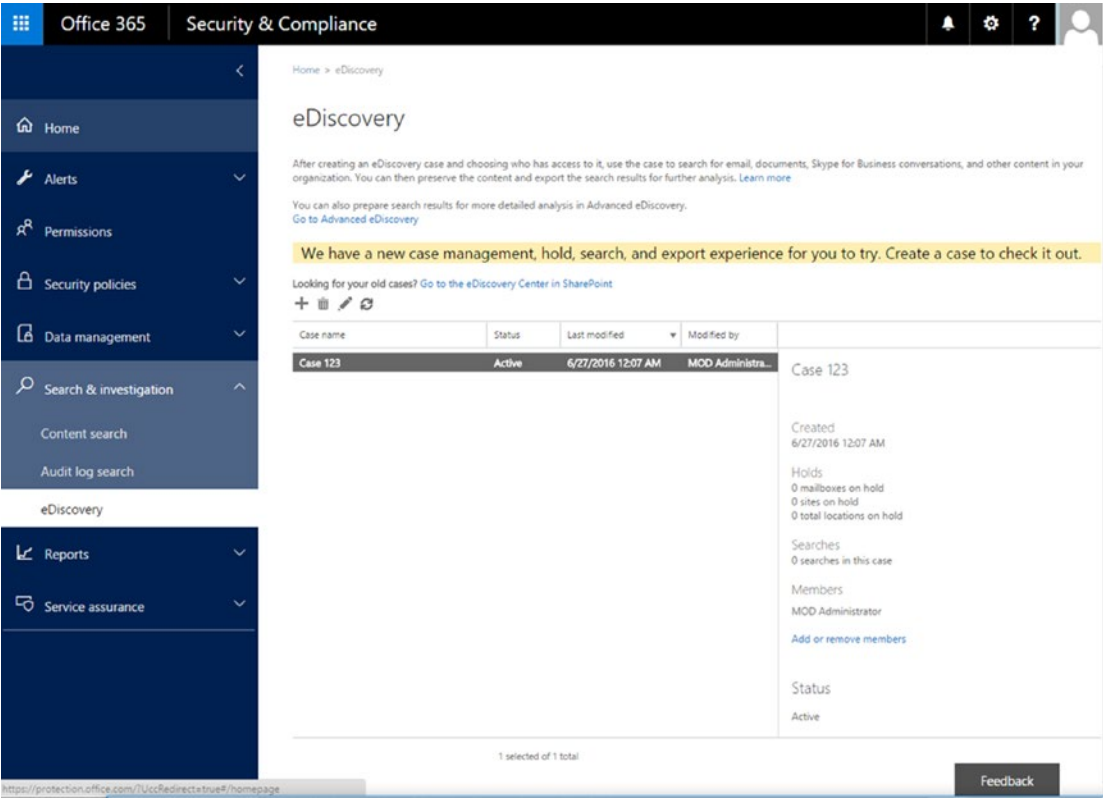 Office 365 Security & Compliance ?
Home
Alerts
Permissions
Security policies
Data management
Search & investigation
Content search
Audit log search
eDiscovery
Reports
Service assurance
Home > eDiscovery
eDiscovery
After creating an eDiscovery case and choosing who has access to it, use the case to search for email, documents, Skype for Business conversations, and other content in your
organization. You can then preserve the content and export the search results for further analysis. Learn more
You can also prepare search results for more detailed analysis in Advanced eDiscovery.
Go to Advanced eDiscovery
We have a new case management, hold, search, and export experience for you to try. Create a case to check it out.
Looking for your old cases? Go to the eDiscovery Center in SharePoint
Case name Status Last modified Modified by
Case 123 Active 6/27/2016 12:07 AM MOD Administra...
Case 123
Created
6/27/2016 12:07 AM
Holds
0 mailboxes on hold
0 sites on hold
0 total locations on hold
Searches
0 searches in this case
Members
MOD Administrator
Add or remove members
Status
Active
1 selected of 1 total
Feedback
https://protection.office.com/?UccRedirect=true#/homepage